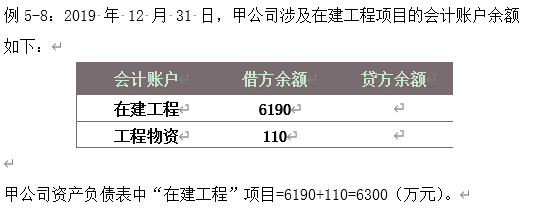 例 5-8：2019 年 12 月 31 日，甲公司涉及在建工程项目的会计账户余额
如下：
会计账户 借方余额 贷方余额
在建工程 6190
工程物资 110
甲公司资产负债表中“在建工程”项目=6190+110=6300（万元）。